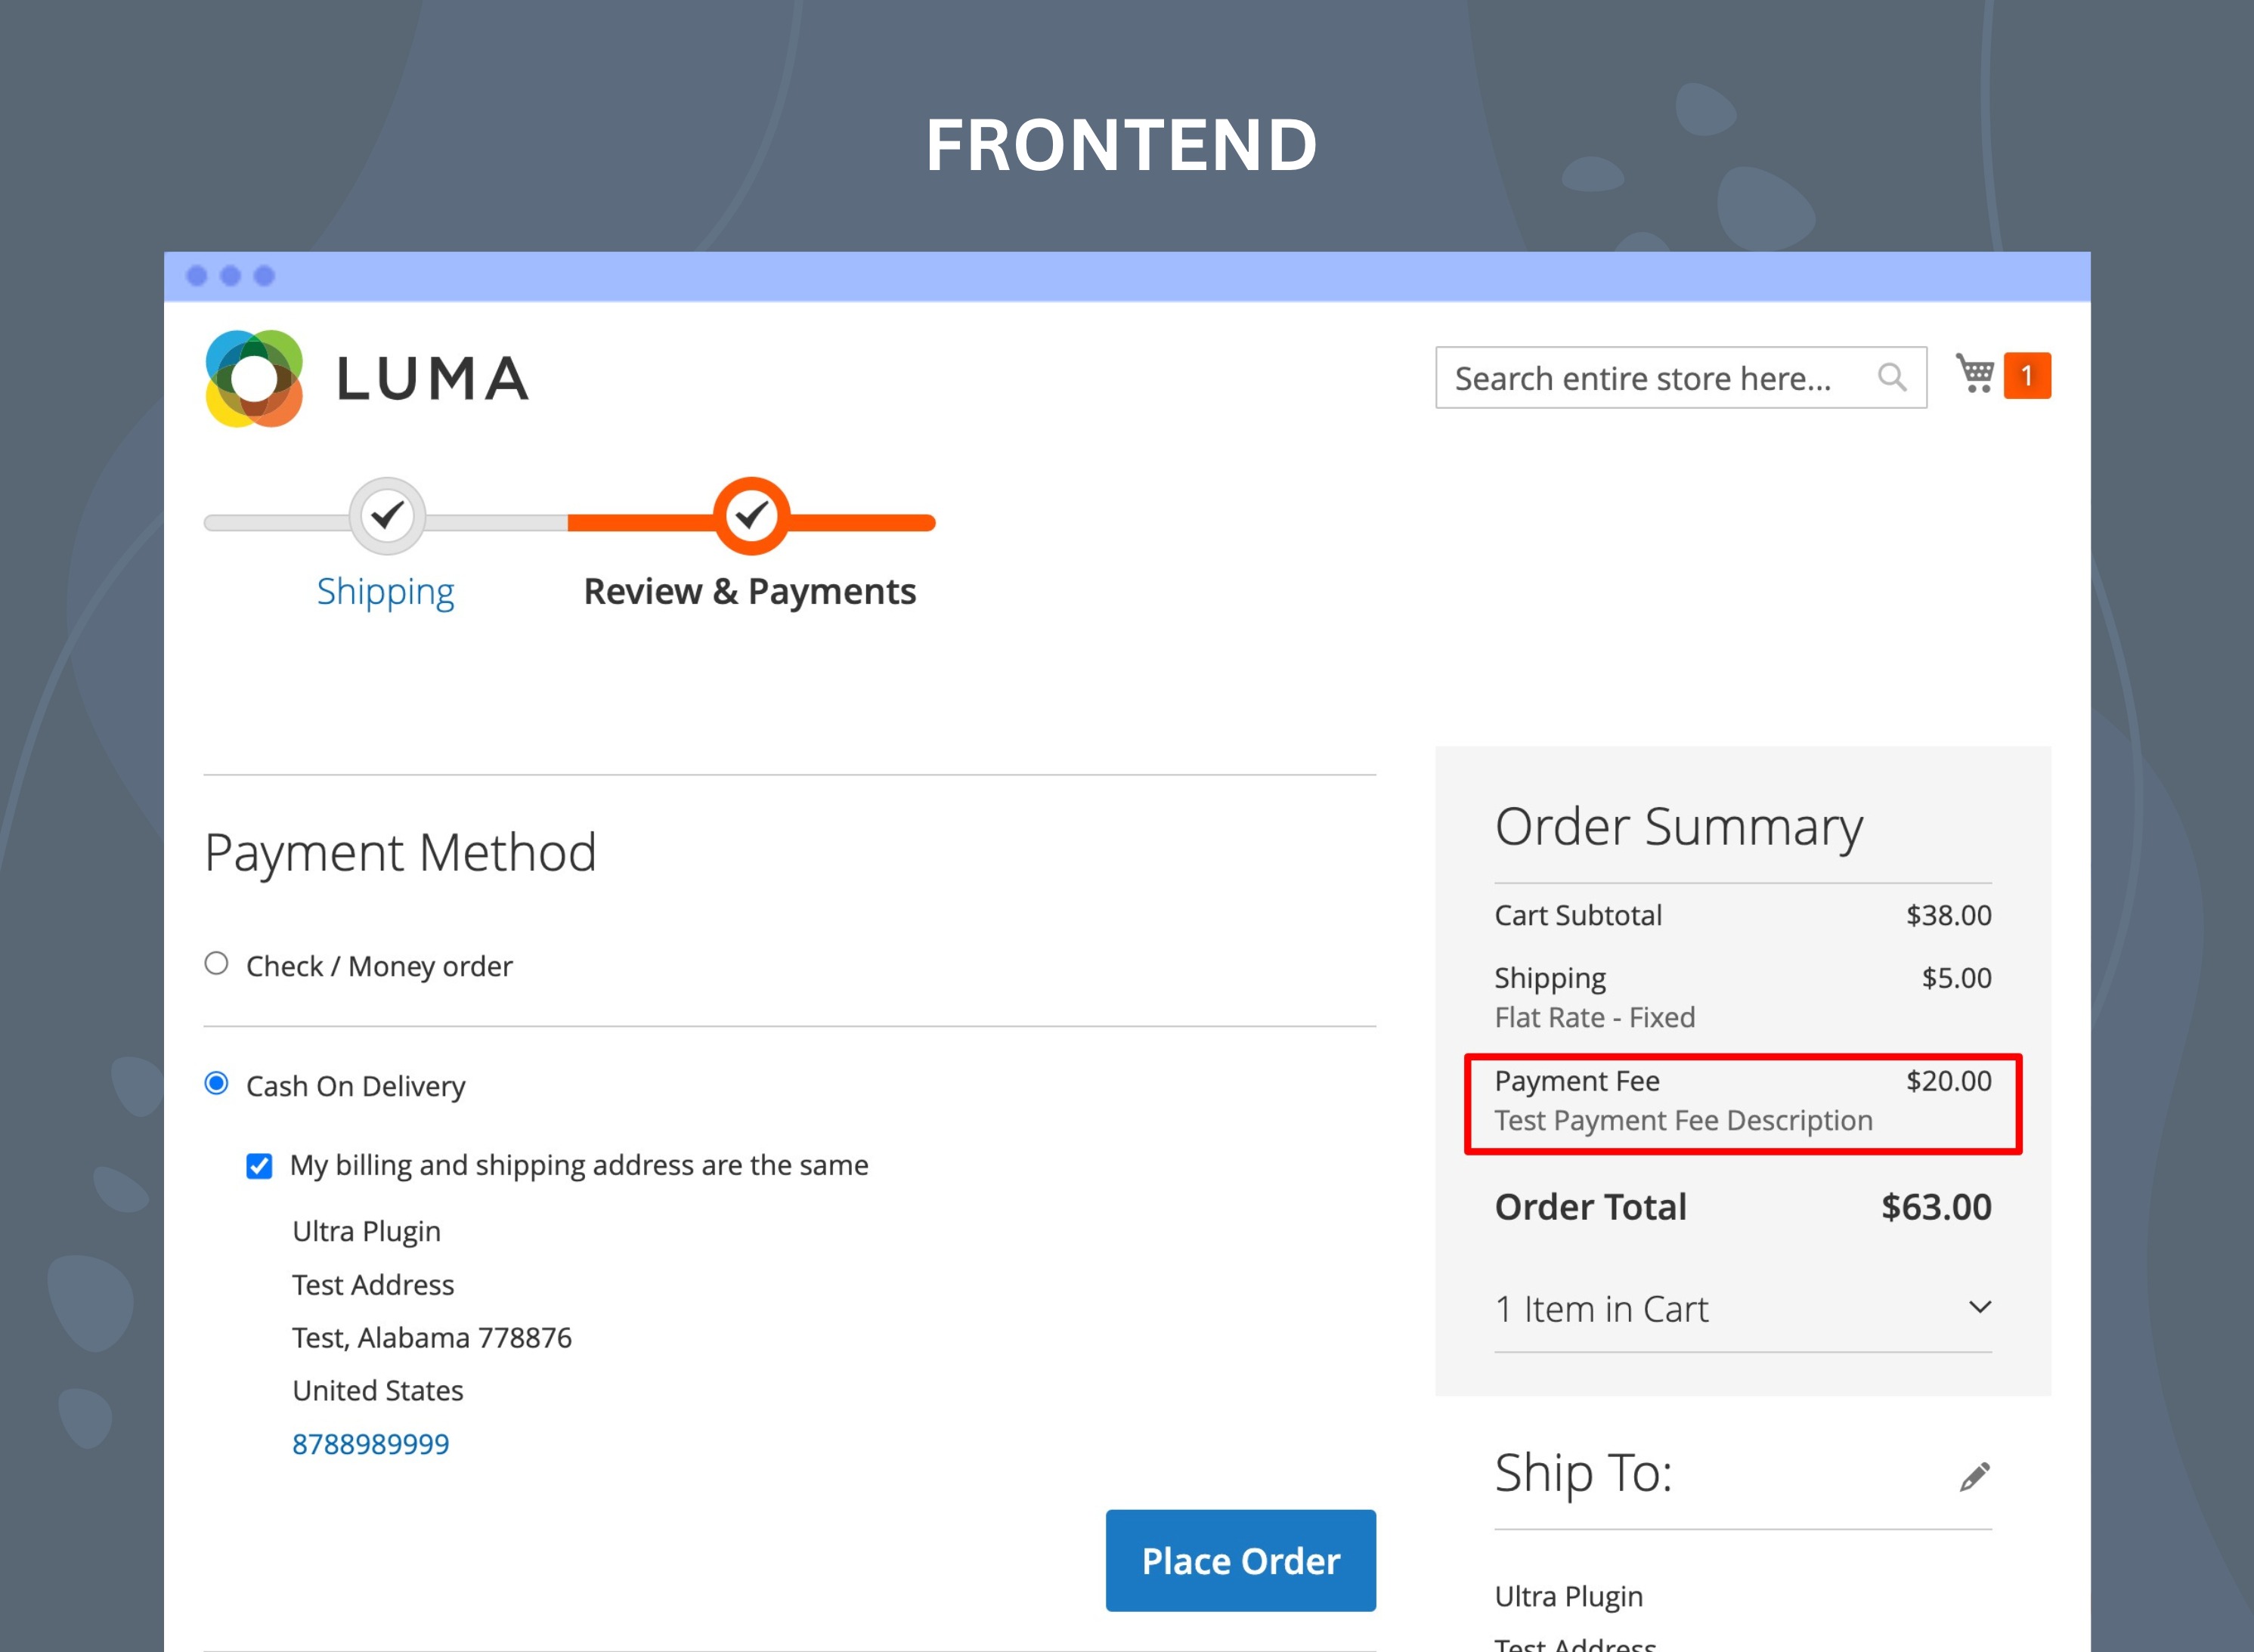 FRONTEND
LUMA
Search entire store here...
1
Shipping
Review & Payments
Payment Method
Check / Money order
Cash On Delivery
My billing and shipping address are the same
Ultra Plugin
Test Address
Test, Alabama 778876
United States
8788989999
Place Order
Order Summary
Cart Subtotal $38.00
Shipping $5.00
Flat Rate - Fixed
Payment Fee $20.00
Test Payment Fee Description
Order Total $63.00
1 Item in Cart
Ship To:
Ultra Plugin
Test Address